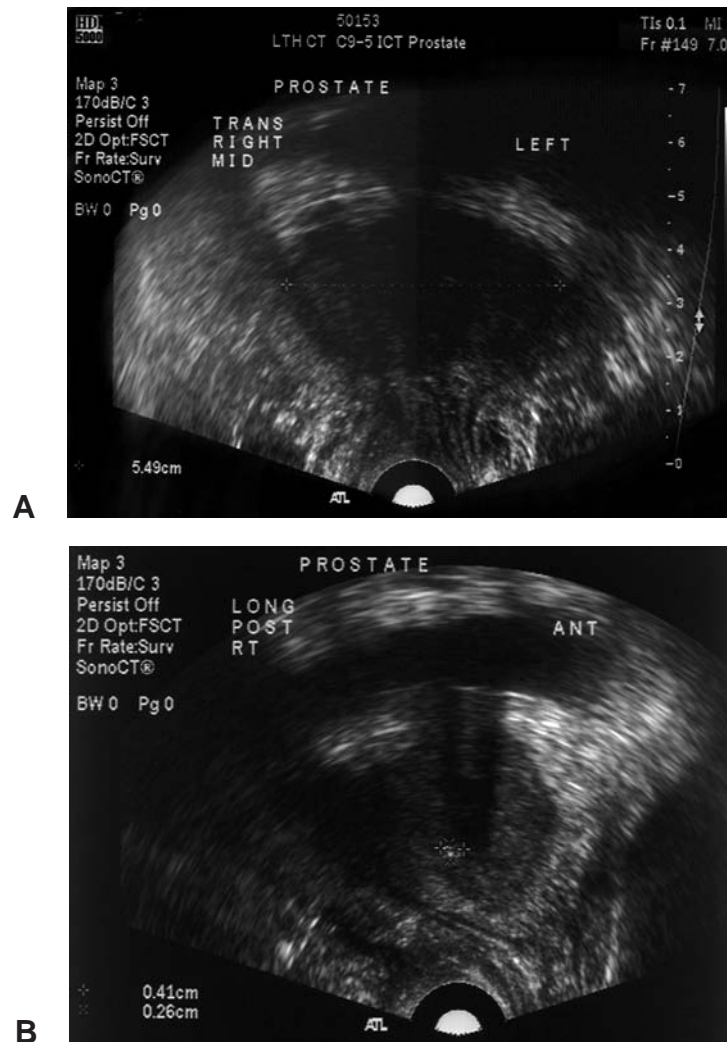 HDI
5000
50153
LTH CT C9-5 ICT Prostate
TIs 0.1 MI
Fr #149 7.0
Map 3
170dB/C 3
Persist Off
2D Opt:FSCT
Fr Rate:Surv
SonoCT®
BW 0 Pg 0
PROSTATE
TRANS
RIGHT
MID
LEFT
-7
-6
-5
-4
-3
-2
-1
-0
5.49cm
ATL
A
Map 3
170dB/C 3
Persist Off
2D Opt:FSCT
Fr Rate:Surv
SonoCT®
BW 0 Pg 0
PROSTATE
LONG
POST
RT
ANT
0.41cm
0.26cm
ATL
B